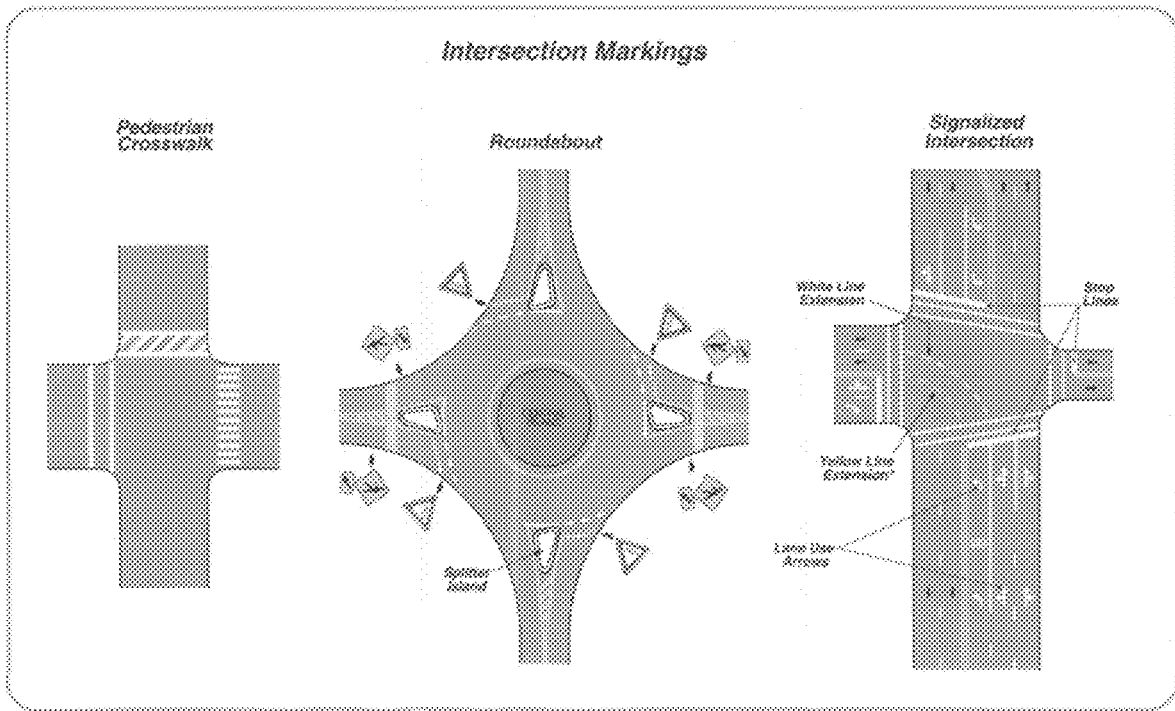 Intersection Markings
Pedestrian
Crosswalk
Roundabout
Signalized
Intersection
White Line
Extension
Stop
Lines
Yellow Line
Extension*
Lane Use
Arrows
Splitter
Island